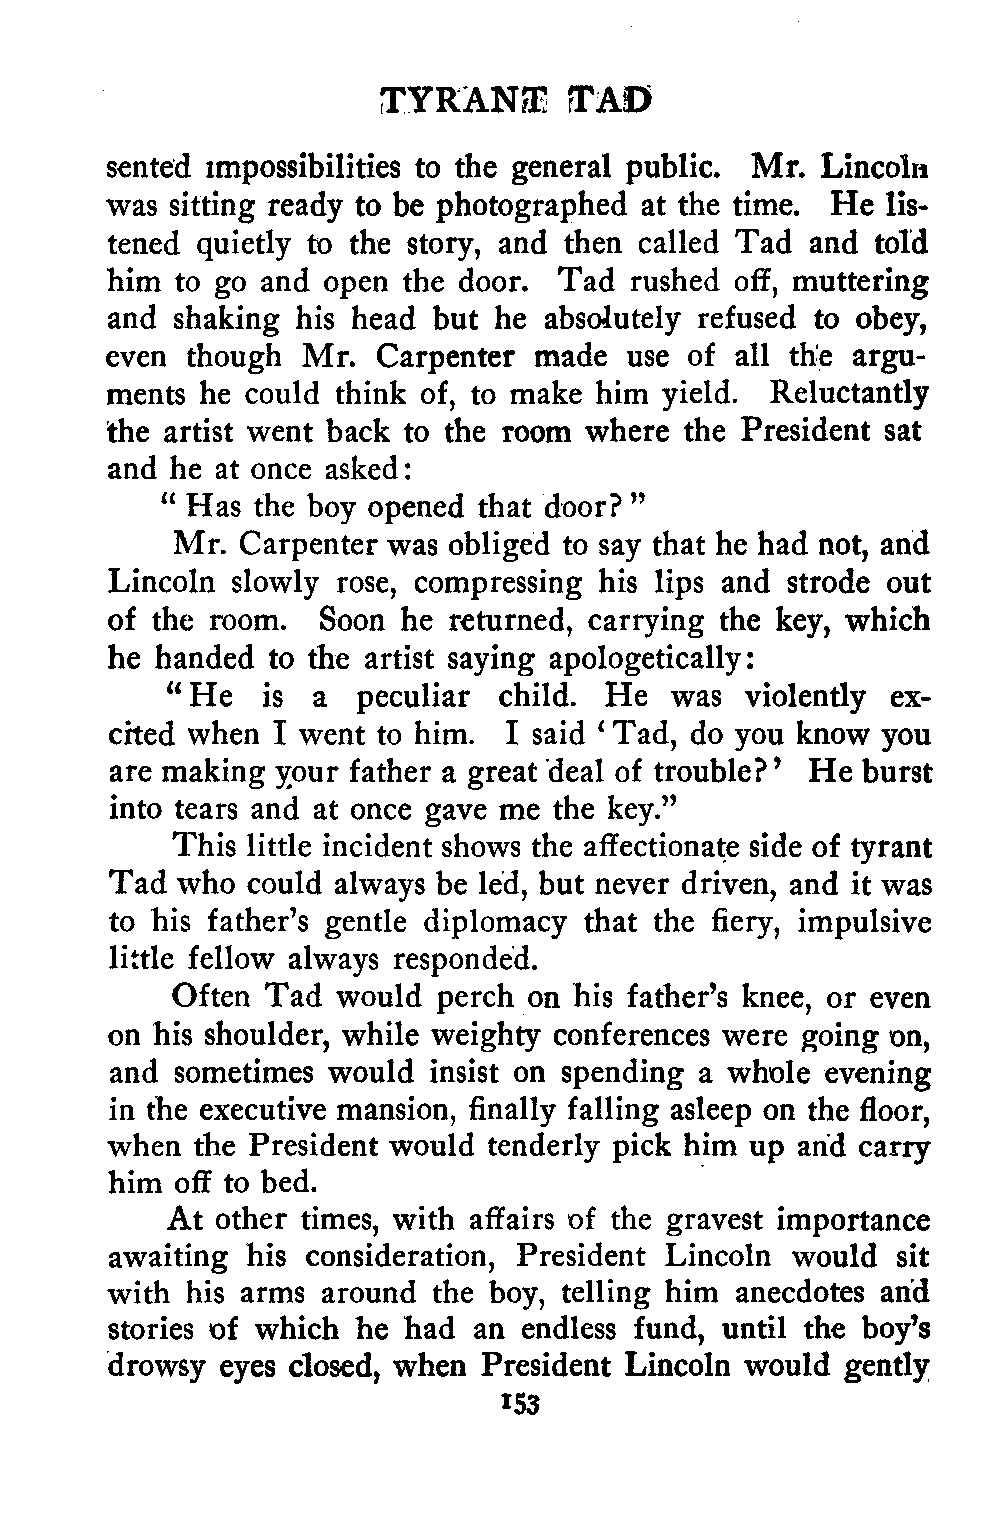 TYRANT TAD
sented impossibilities to the general public. Mr. Lincoln
was sitting ready to be photographed at the time. He lis-
tened quietly to the story, and then called Tad and told
him to go and open the door. Tad rushed off, muttering
and shaking his head but he absolutely refused to obey,
even though Mr. Carpenter made use of all the argu-
ments he could think of, to make him yield. Reluctantly
the artist went back to the room where the President sat
and he at once asked:
“ Has the boy opened that door? ”
Mr. Carpenter was obliged to say that he had not, and
Lincoln slowly rose, compressing his lips and strode out
of the room. Soon he returned, carrying the key, which
he handed to the artist saying apologetically:
“ He is a peculiar child. He was violently ex-
cited when I went to him. I said ‘ Tad, do you know you
are making your father a great deal of trouble? ’ He burst
into tears and at once gave me the key.”
This little incident shows the affectionate side of tyrant
Tad who could always be led, but never driven, and it was
to his father’s gentle diplomacy that the fiery, impulsive
little fellow always responded.
Often Tad would perch on his father’s knee, or even
on his shoulder, while weighty conferences were going on,
and sometimes would insist on spending a whole evening
in the executive mansion, finally falling asleep on the floor,
when the President would tenderly pick him up and carry
him off to bed.
At other times, with affairs of the gravest importance
awaiting his consideration, President Lincoln would sit
with his arms around the boy, telling him anecdotes and
stories of which he had an endless fund, until the boy’s
drowsy eyes closed, when President Lincoln would gently
153